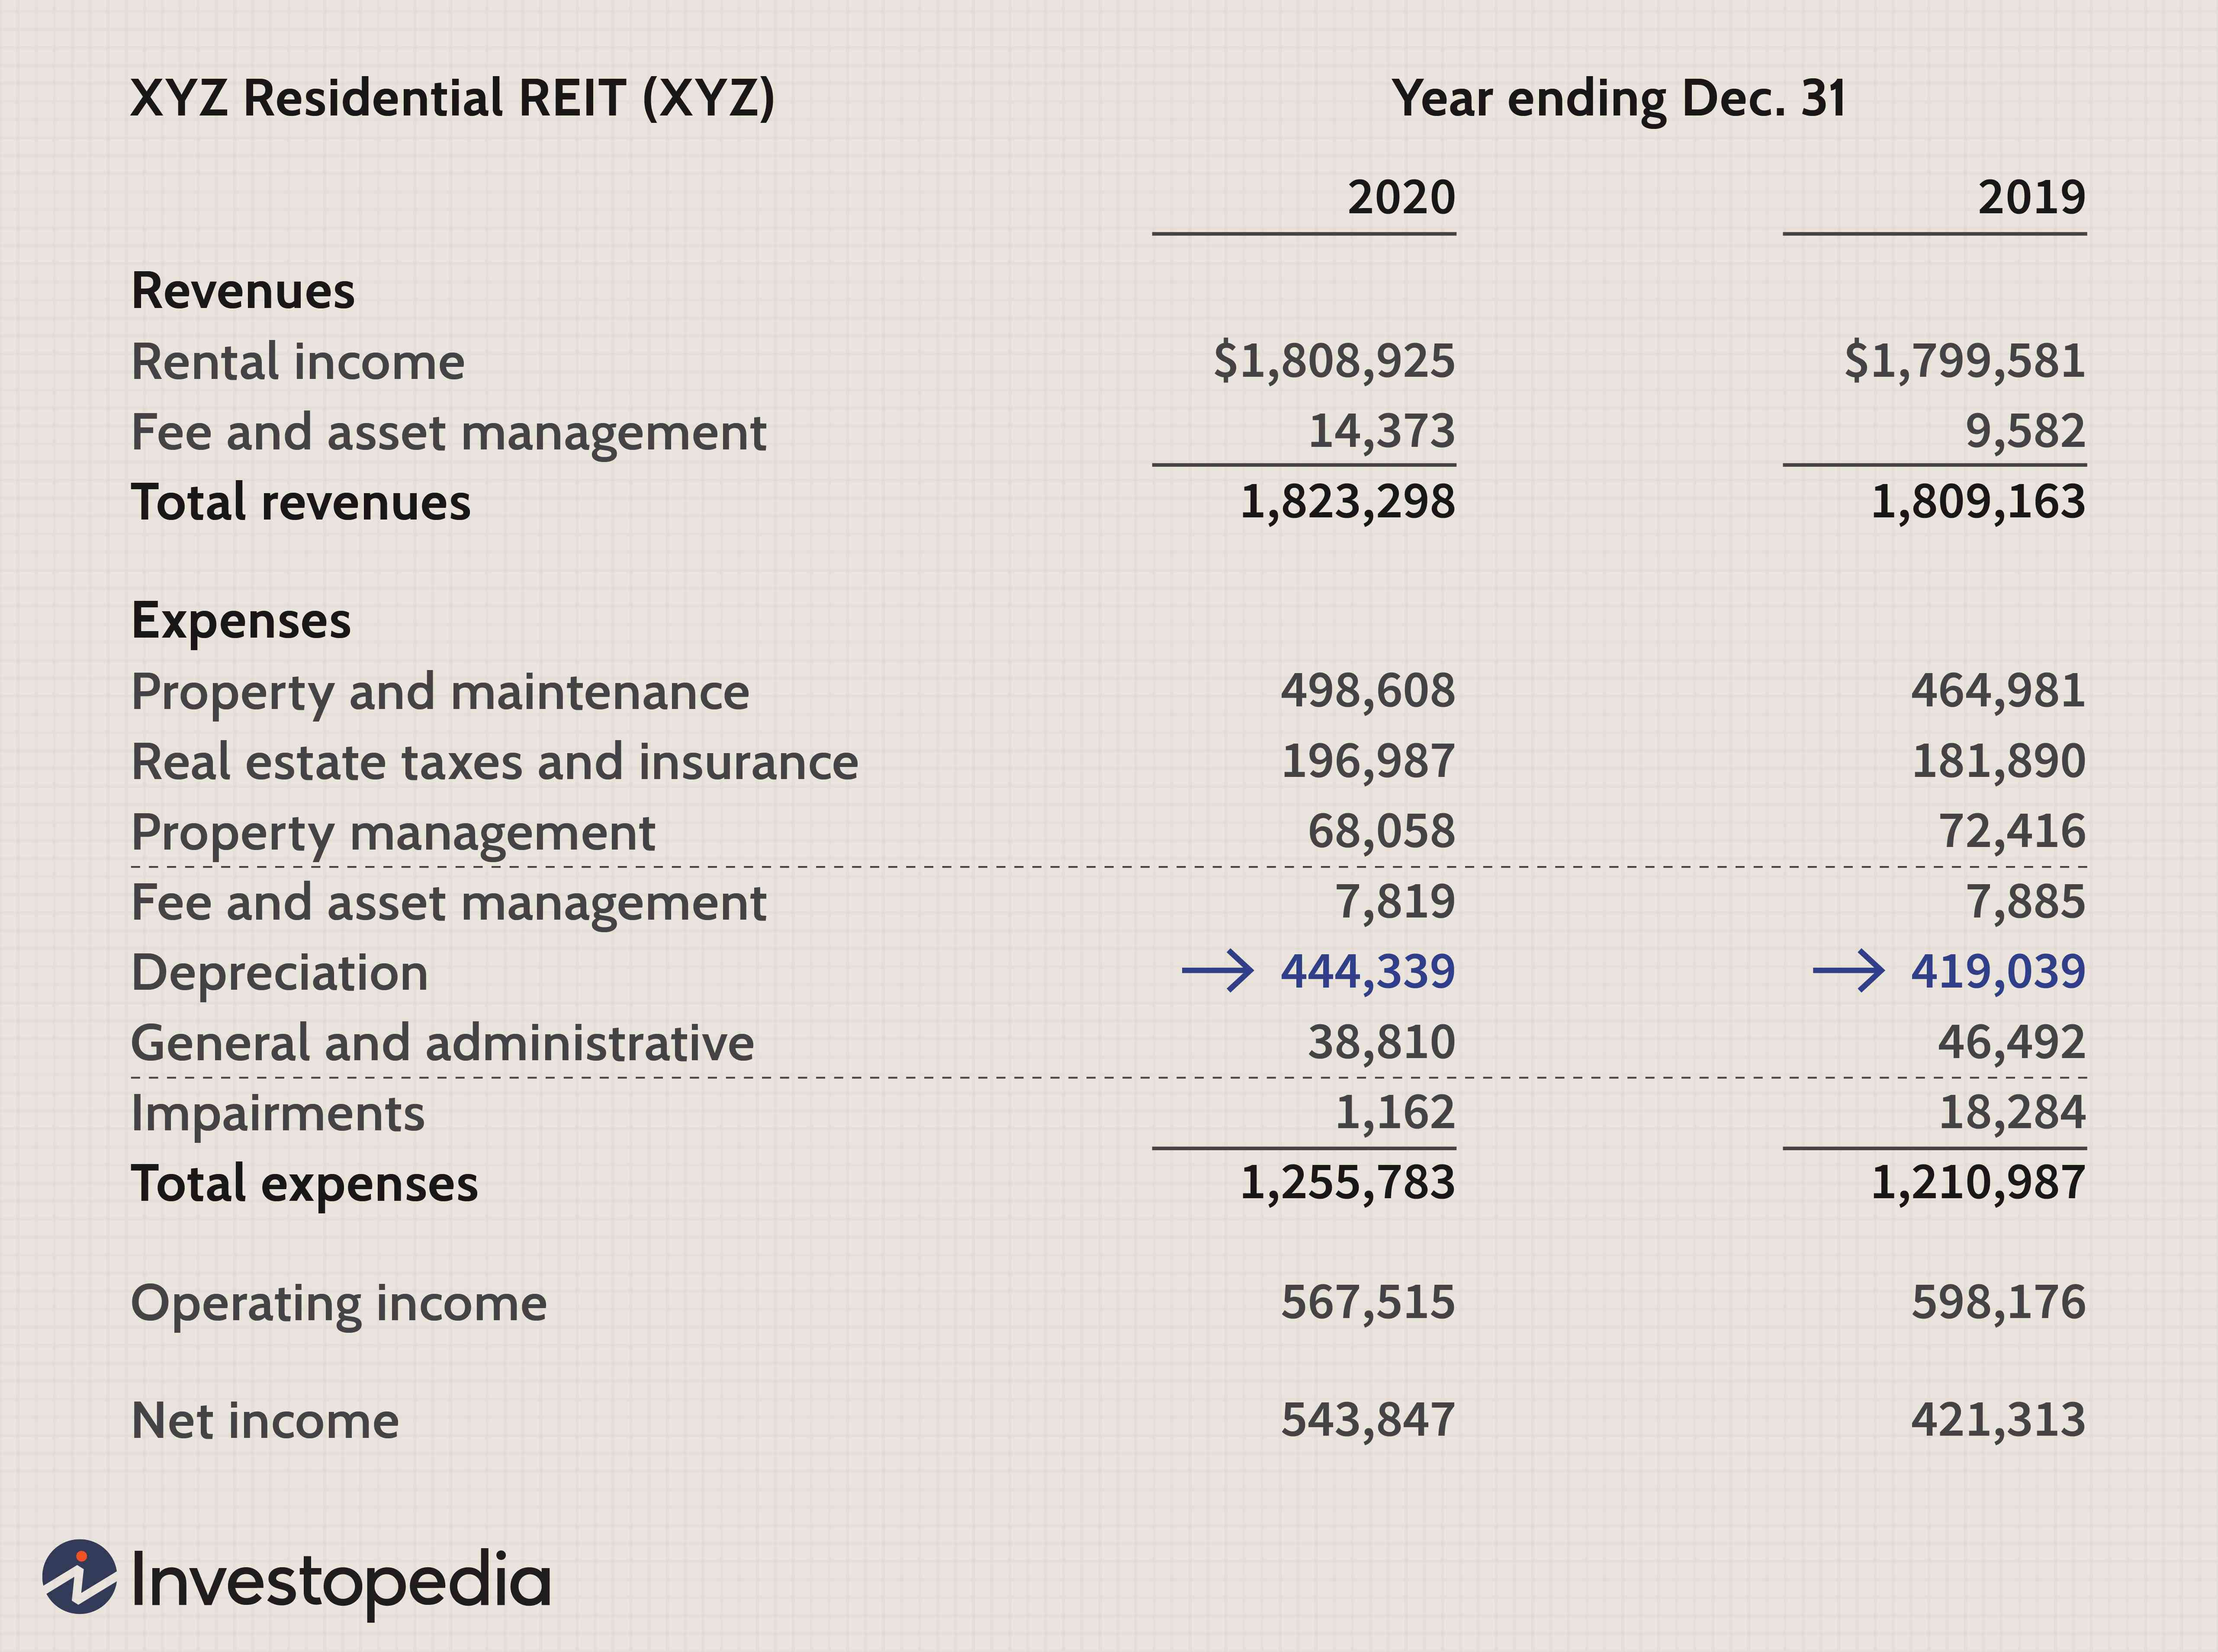 XYZ Residential REIT (XYZ) Year ending Dec. 31
2020 2019
Revenues
Rental income $1,808,925 $1,799,581
Fee and asset management 14,373 9,582
Total revenues 1,823,298 1,809,163
Expenses
Property and maintenance 498,608 464,981
Real estate taxes and insurance 196,987 181,890
Property management 68,058 72,416
Fee and asset management 7,819 7,885
Depreciation → 444,339 → 419,039
General and administrative 38,810 46,492
Impairments 1,162 18,284
Total expenses 1,255,783 1,210,987
Operating income 567,515 598,176
Net income 543,847 421,313
Investopedia